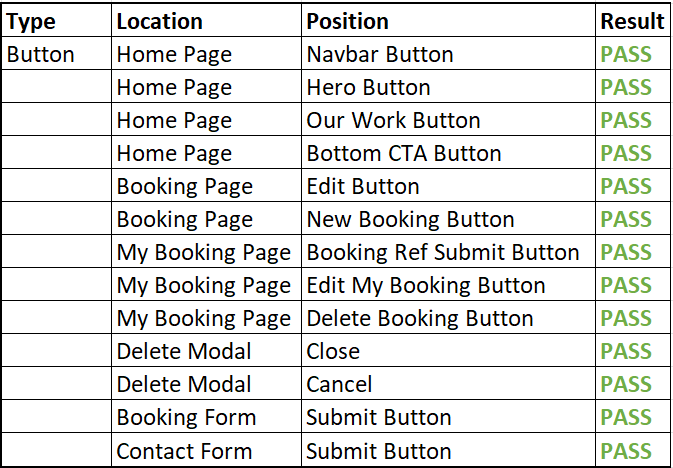 Type Location Position Result
Button Home Page Navbar Button PASS
Home Page Hero Button PASS
Home Page Our Work Button PASS
Home Page Bottom CTA Button PASS
Booking Page Edit Button PASS
Booking Page New Booking Button PASS
My Booking Page Booking Ref Submit Button PASS
My Booking Page Edit My Booking Button PASS
My Booking Page Delete Booking Button PASS
Delete Modal Close PASS
Delete Modal Cancel PASS
Booking Form Submit Button PASS
Contact Form Submit Button PASS